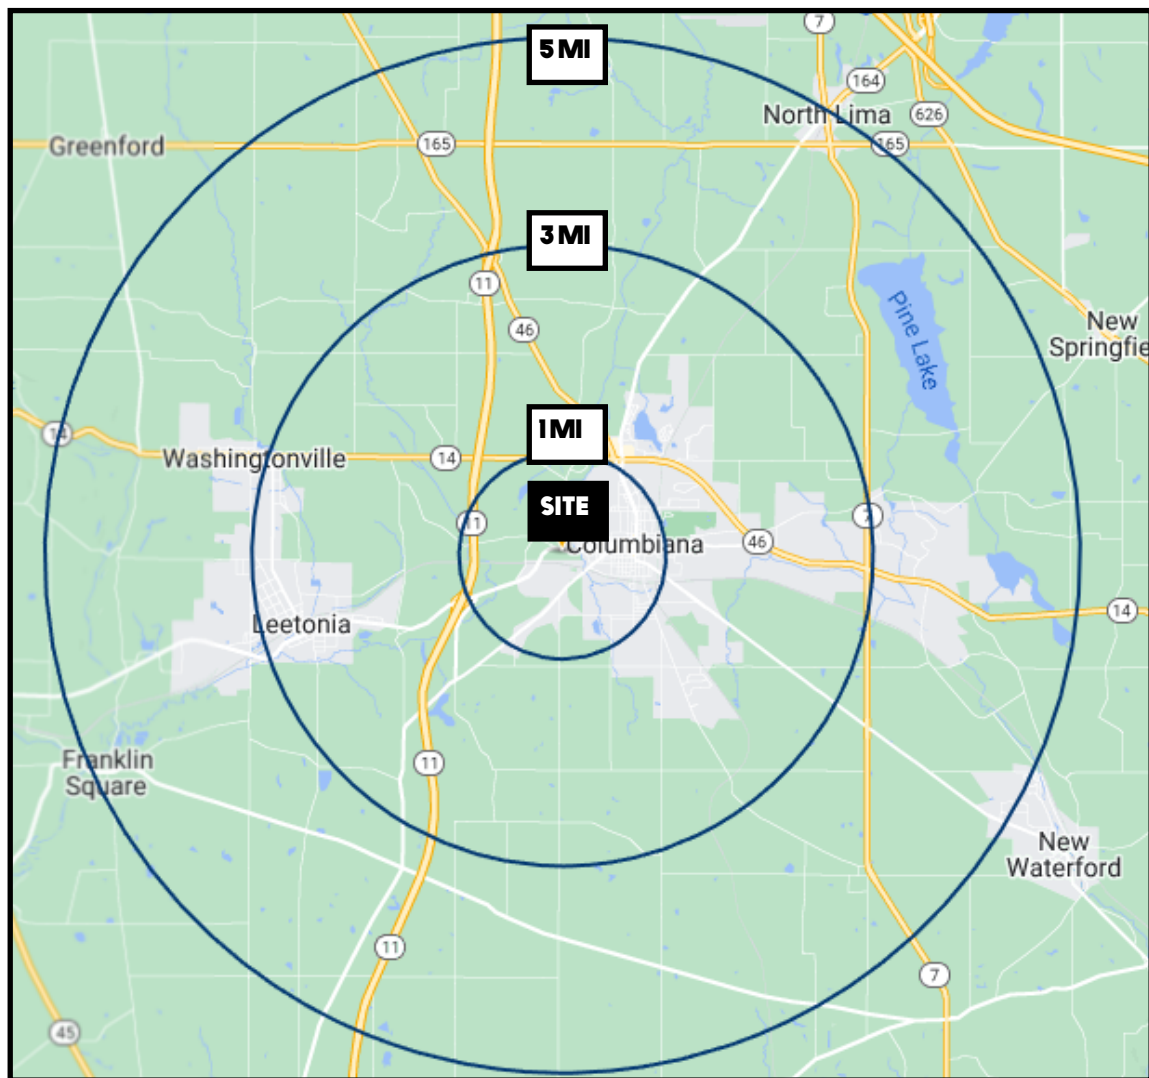 7
5 MI
164
North Lima
626
Greenford
165
165
3 MI
11
Pine Lake
46
New
Springfie
1 MI
14
Washingtonville
14
SITE
11
7
Columbiana
46
14
Leetonia
Franklin
Square
11
New
Waterford
11
7
45